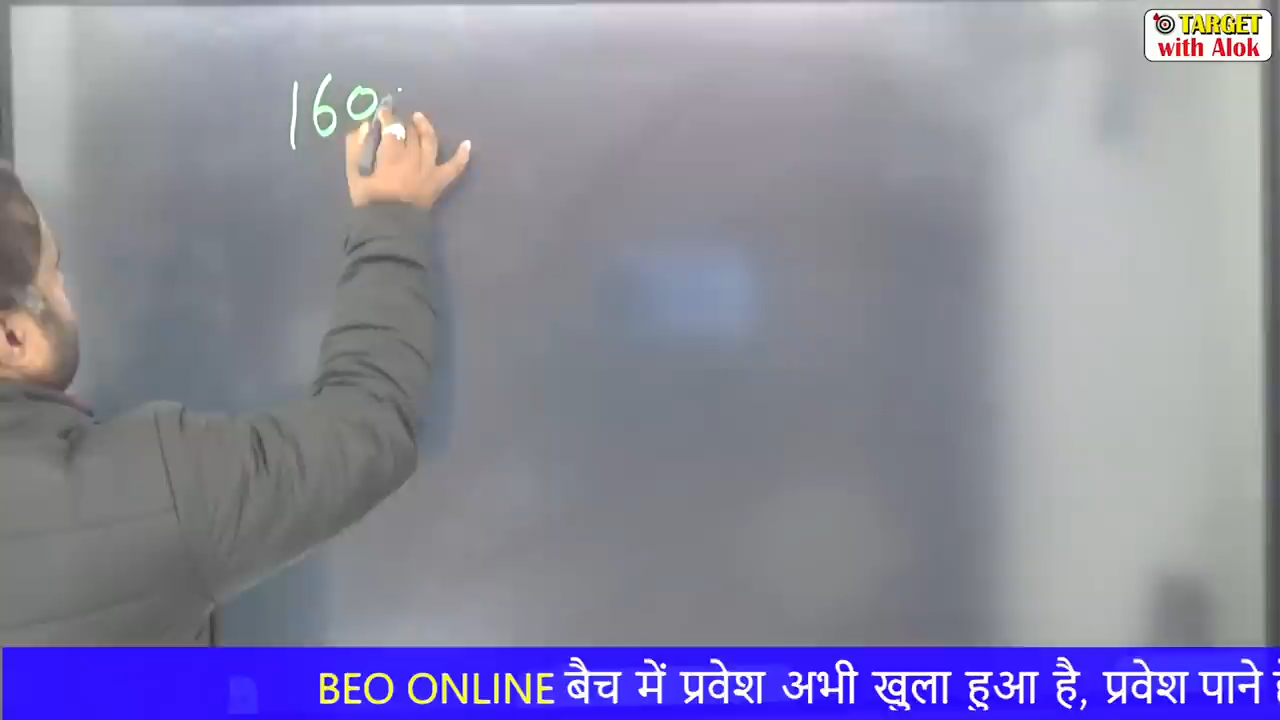 TARGET
with Alok
160
BEO ONLINE बैच में प्रवेश अभी खुला हुआ है, प्रवेश पाने